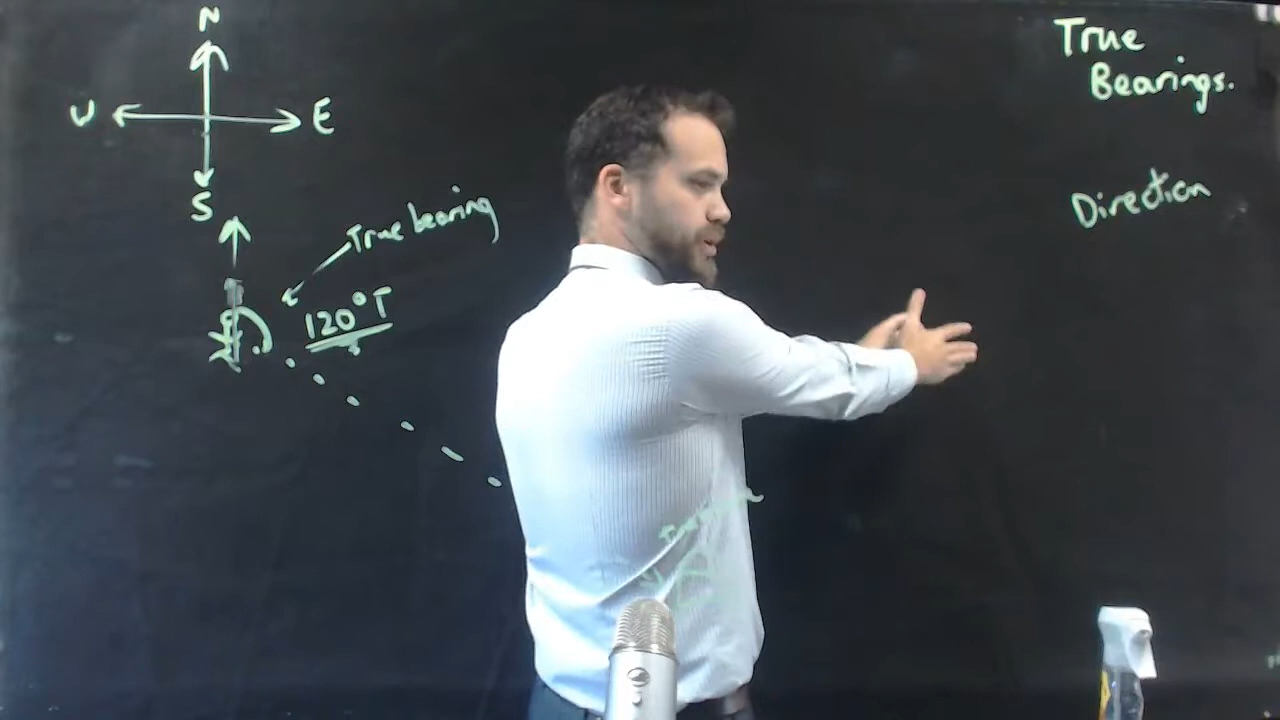 N
True
Bearings.
W
E
S
Direction
True bearing
120°T